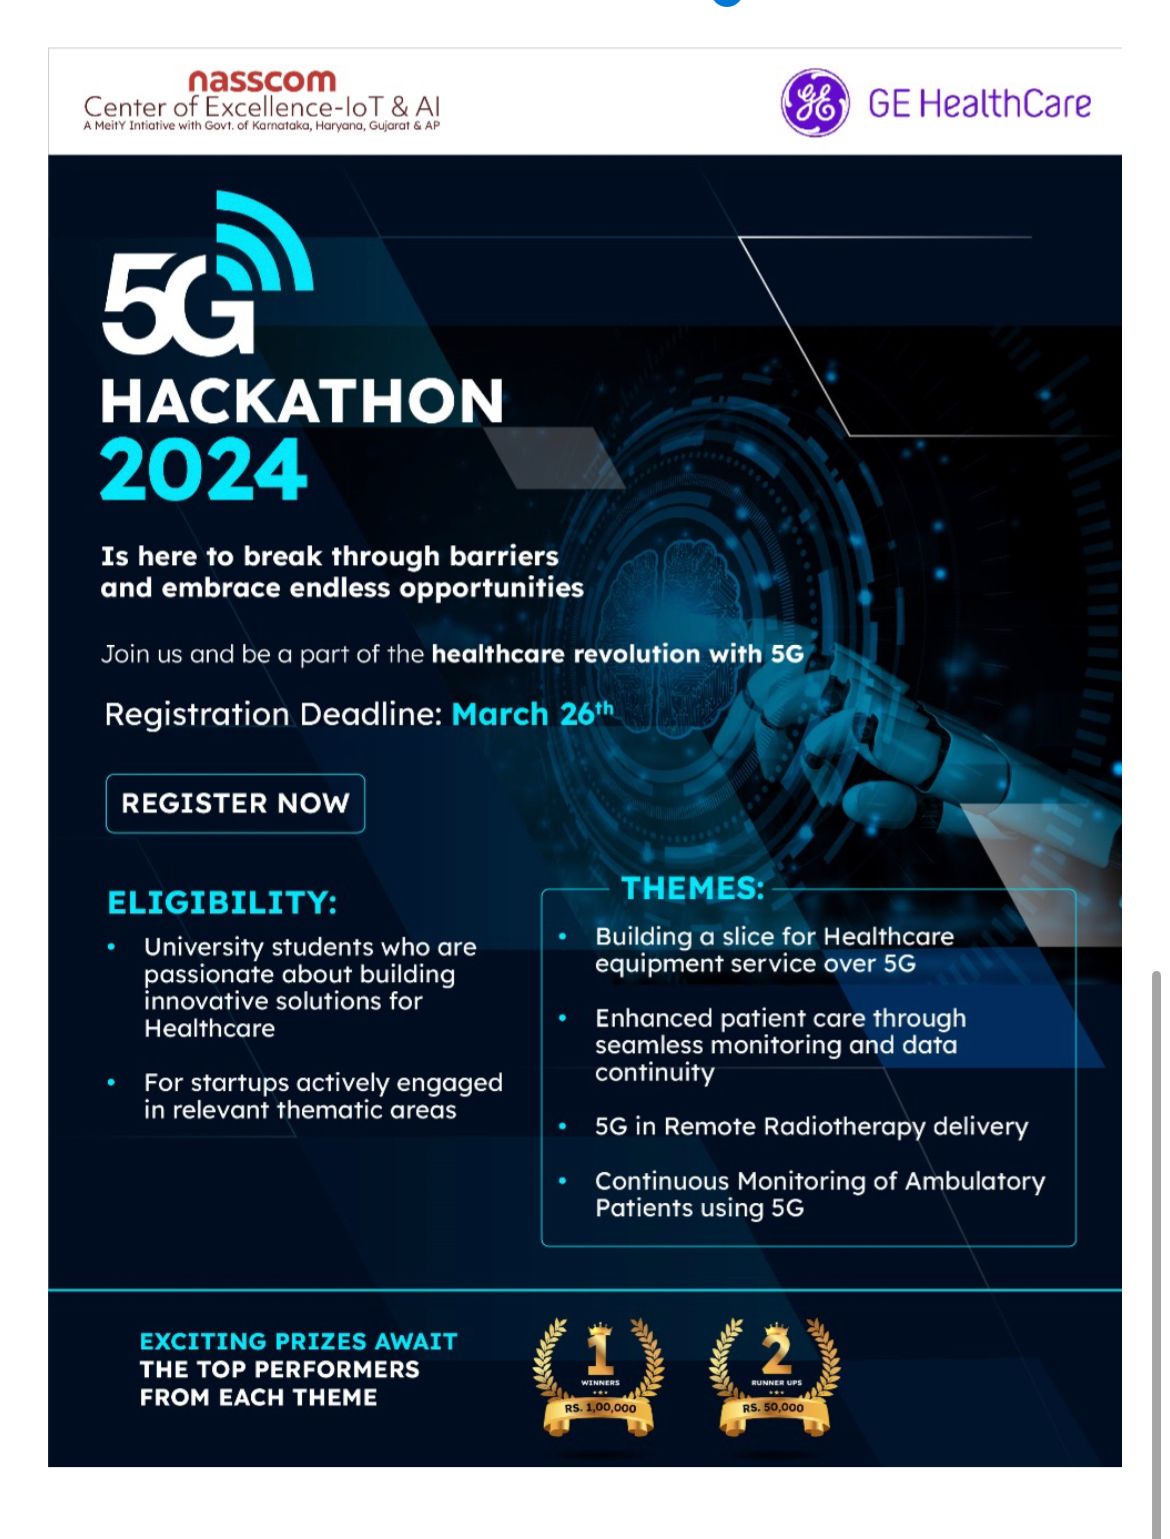 nasscom
Center of Excellence-IoT & AI
A MeitY Intiative with Govt. of Karnataka, Haryana, Gujarat & AP
GE HealthCare
5G
HACKATHON
2024
Is here to break through barriers
and embrace endless opportunities
Join us and be a part of the healthcare revolution with 5G
Registration Deadline: March 26th
REGISTER NOW
ELIGIBILITY:
• University students who are
passionate about building
innovative solutions for
Healthcare
• For startups actively engaged
in relevant thematic areas
THEMES:
• Building a slice for Healthcare
equipment service over 5G
• Enhanced patient care through
seamless monitoring and data
continuity
• 5G in Remote Radiotherapy delivery
• Continuous Monitoring of Ambulatory
Patients using 5G
EXCITING PRIZES AWAIT
THE TOP PERFORMERS
FROM EACH THEME
1
WINNERS
RS. 1,00,000
2
RUNNER UPS
RS. 50,000